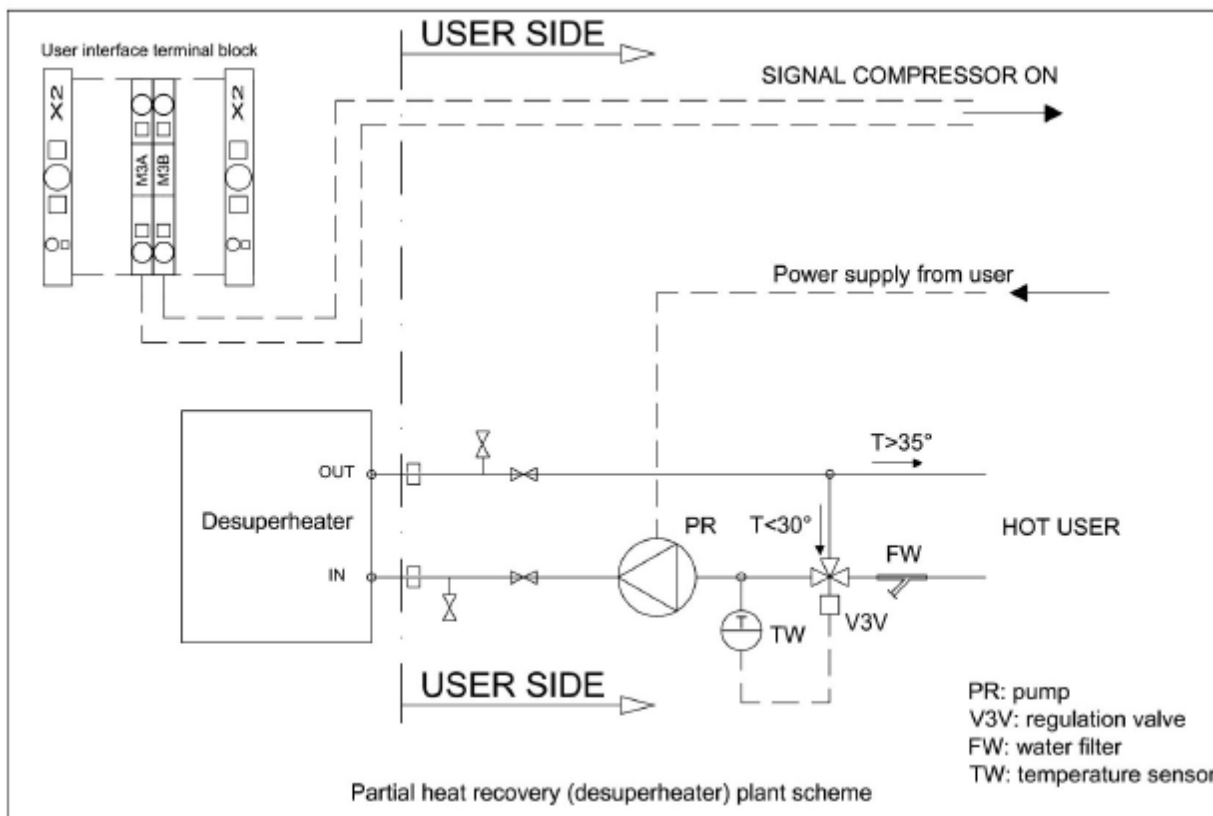 USER SIDE
User interface terminal block
X2
X2
M3A
M3B
SIGNAL COMPRESSOR ON
Power supply from user
OUT
T>35°
Desuperheater
PR
T<30°
HOT USER
FW
IN
T
TW
V3V
USER SIDE
PR: pump
V3V: regulation valve
FW: water filter
TW: temperature sensor
Partial heat recovery (desuperheater) plant scheme